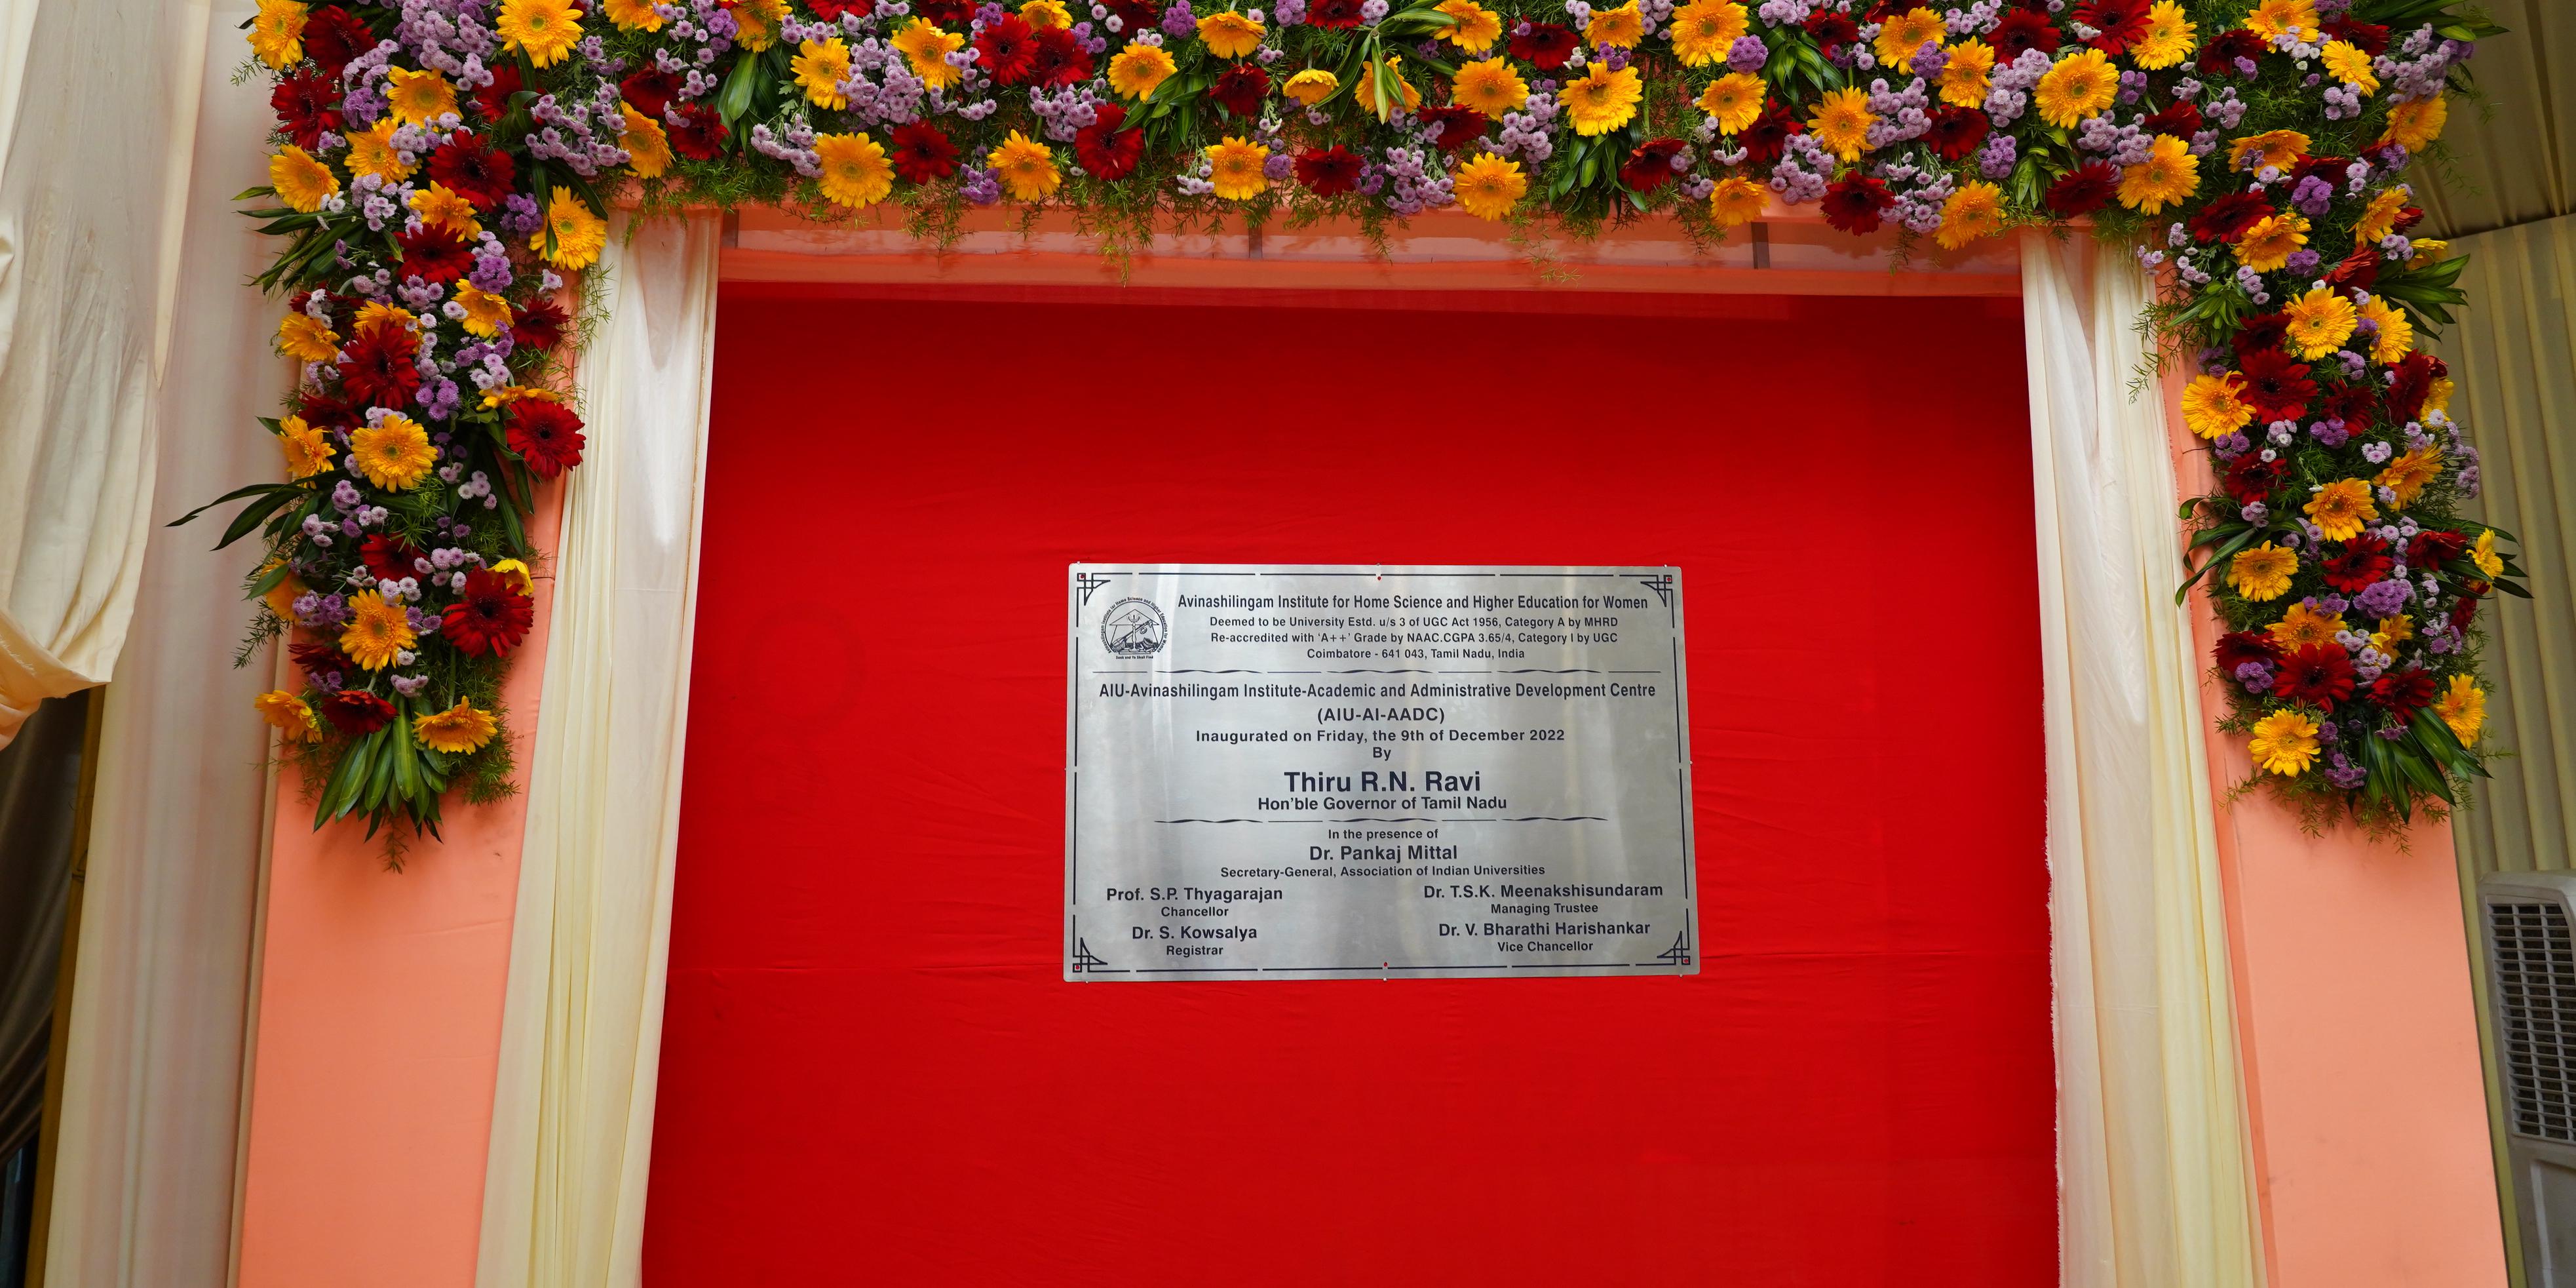 Avinashilingam Institute for Home Science and Higher Education for Women
Deemed to be University Estd. u/s 3 of UGC Act 1956, Category A by MHRD
Re-accredited with 'A++' Grade by NAAC.CGPA 3.65/4, Category I by UGC
Coimbatore - 641 043, Tamil Nadu, India
AIU-Avinashilingam Institute-Academic and Administrative Development Centre
(AIU-AI-AADC)
Inaugurated on Friday, the 9th of December 2022
By
Thiru R.N. Ravi
Hon'ble Governor of Tamil Nadu
In the presence of
Dr. Pankaj Mittal
Secretary-General, Association of Indian Universities
Prof. S.P. Thyagarajan
Chancellor
Dr. T.S.K. Meenakshisundaram
Managing Trustee
Dr. S. Kowsalya
Registrar
Dr. V. Bharathi Harishankar
Vice Chancellor